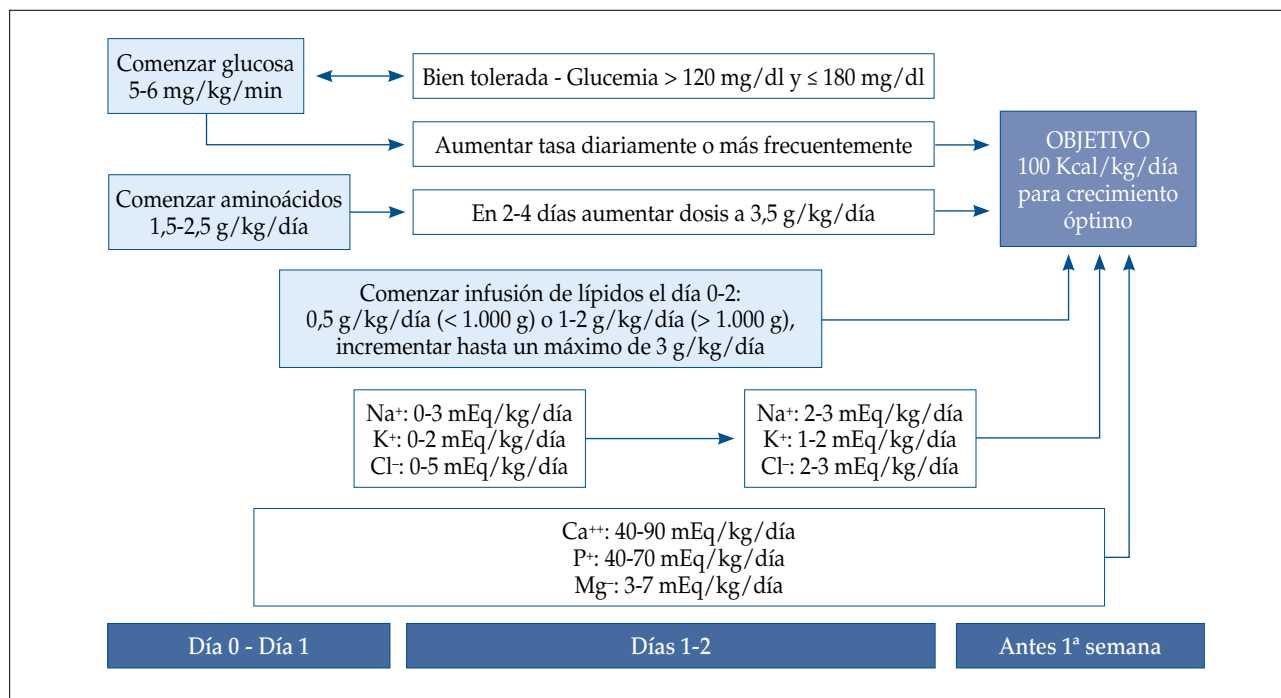 Comenzar glucosa
5-6 mg/kg/min
Bien tolerada - Glucemia > 120 mg/dl y ≤ 180 mg/dl
Aumentar tasa diariamente o más frecuentemente
OBJETIVO
100 Kcal/kg/día
para crecimiento
óptimo
Comenzar aminoácidos
1,5-2,5 g/kg/día
En 2-4 días aumentar dosis a 3,5 g/kg/día
Comenzar infusión de lípidos el día 0-2:
0,5 g/kg/día (< 1.000 g) o 1-2 g/kg/día (> 1.000 g),
incrementar hasta un máximo de 3 g/kg/día
Na⁺: 0-3 mEq/kg/día
K⁺: 0-2 mEq/kg/día
Cl⁻: 0-5 mEq/kg/día
Na⁺: 2-3 mEq/kg/día
K⁺: 1-2 mEq/kg/día
Cl⁻: 2-3 mEq/kg/día
Ca⁺⁺: 40-90 mEq/kg/día
P⁺: 40-70 mEq/kg/día
Mg⁻: 3-7 mEq/kg/día
Día 0 - Día 1
Días 1-2
Antes 1ª semana